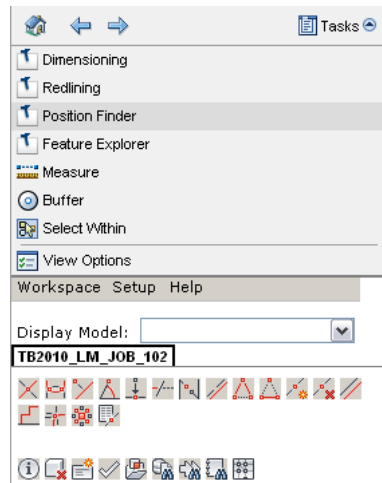 Tasks
Dimensioning
Redlining
Position Finder
Feature Explorer
Measure
Buffer
Select Within
View Options
Workspace Setup Help
Display Model:
TB2010_LM_JOB_102